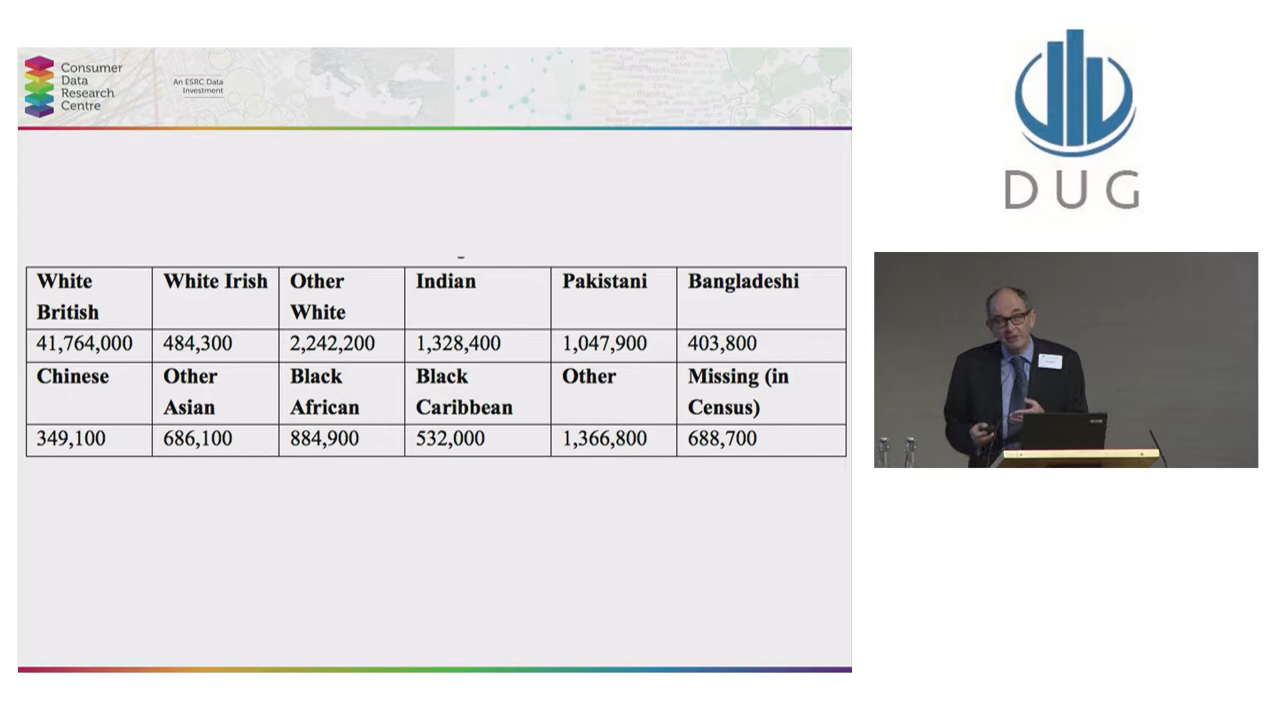 Consumer
Data
Research
Centre
An ESRC Data
Investment
White British
White Irish
Other White
Indian
Pakistani
Bangladeshi
41,764,000
484,300
2,242,200
1,328,400
1,047,900
403,800
Chinese
Other Asian
Black African
Black Caribbean
Other
Missing (in Census)
349,100
686,100
884,900
532,000
1,366,800
688,700
DUG